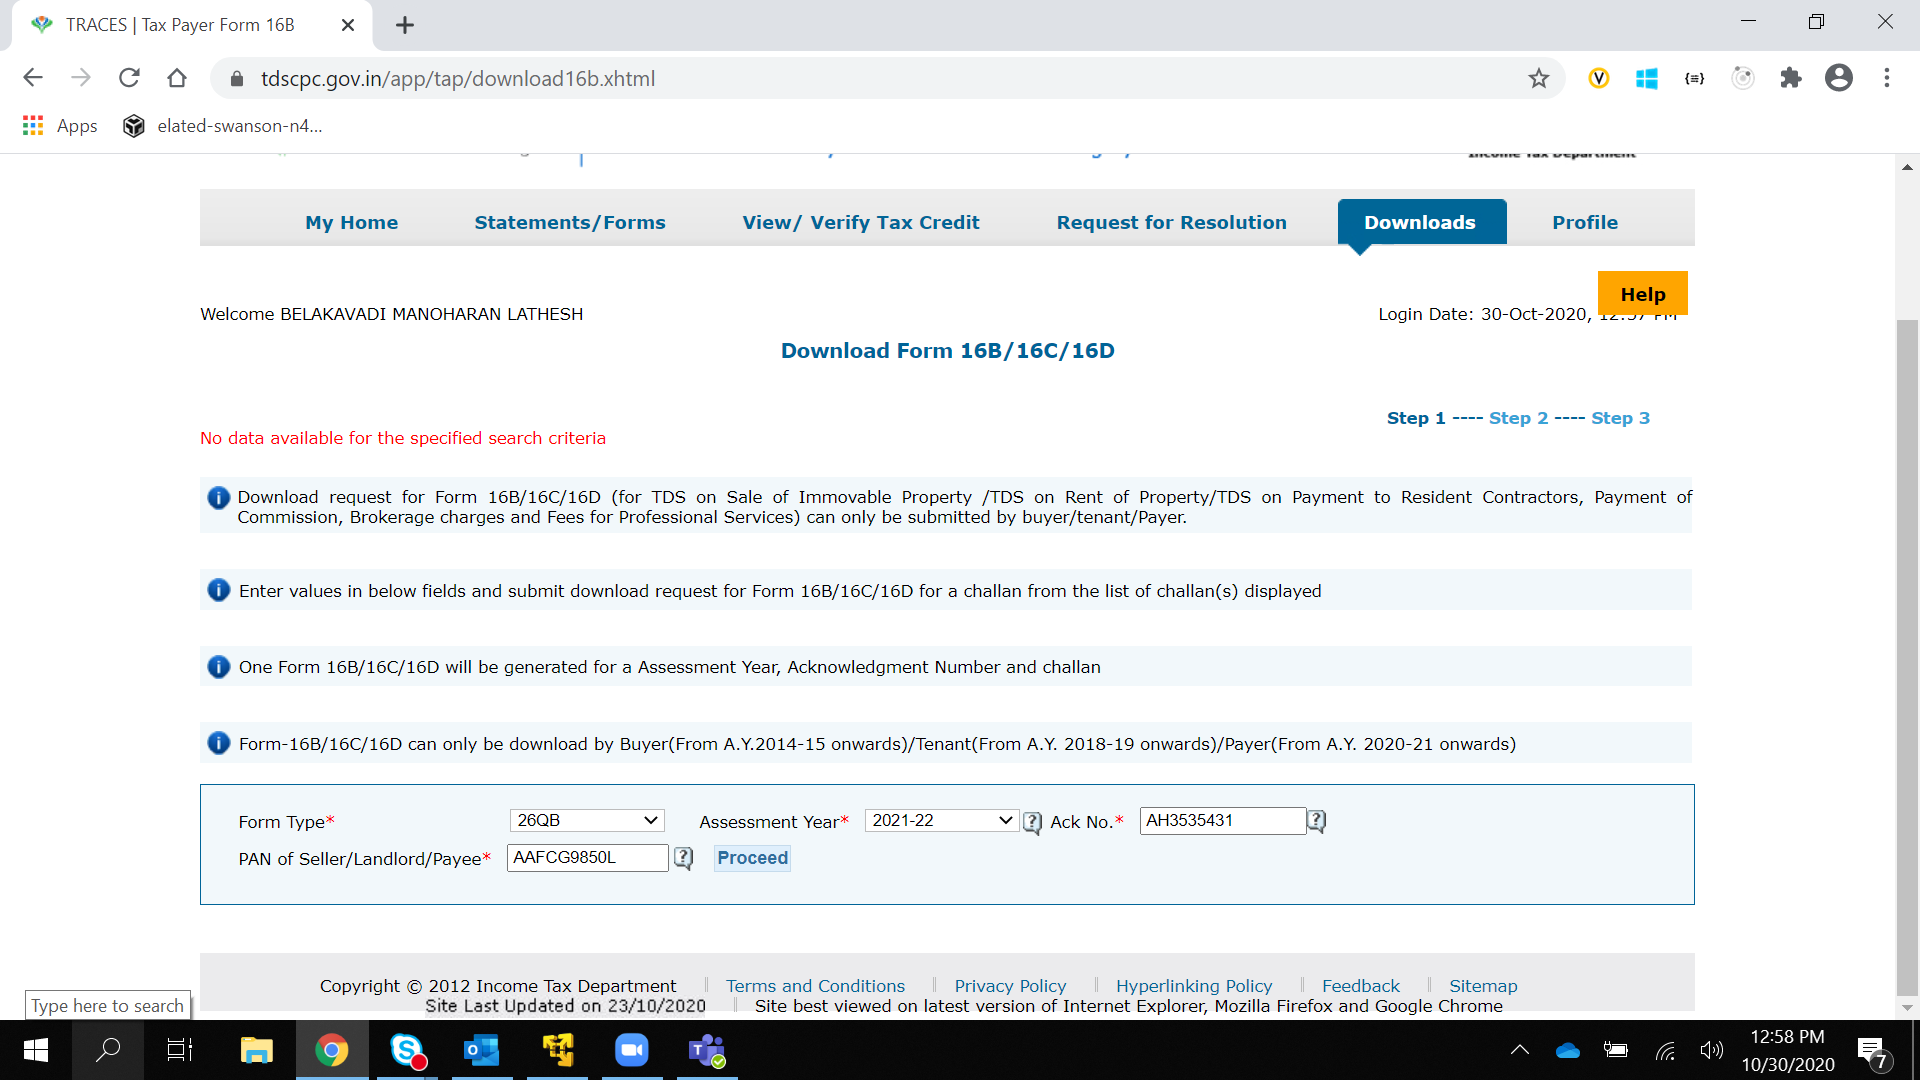 TRACES | Tax Payer Form 16B
tdscpc.gov.in/app/tap/download16b.xhtml
Apps
elated-swanson-n4...
Income Tax Department
My Home
Statements/Forms
View/ Verify Tax Credit
Request for Resolution
Downloads
Profile
Help
Welcome BELAKAVADI MANOHARAN LATHESH
Login Date: 30-Oct-2020, 12:57 PM
Download Form 16B/16C/16D
Step 1 ---- Step 2 ---- Step 3
No data available for the specified search criteria
Download request for Form 16B/16C/16D (for TDS on Sale of Immovable Property /TDS on Rent of Property/TDS on Payment to Resident Contractors, Payment of
Commission, Brokerage charges and Fees for Professional Services) can only be submitted by buyer/tenant/Payer.
Enter values in below fields and submit download request for Form 16B/16C/16D for a challan from the list of challan(s) displayed
One Form 16B/16C/16D will be generated for a Assessment Year, Acknowledgment Number and challan
Form-16B/16C/16D can only be download by Buyer(From A.Y.2014-15 onwards)/Tenant(From A.Y. 2018-19 onwards)/Payer(From A.Y. 2020-21 onwards)
Form Type* 26QB Assessment Year* 2021-22 Ack No.* AH3535431
PAN of Seller/Landlord/Payee* AAFCG9850L Proceed
Copyright © 2012 Income Tax Department
Terms and Conditions
Privacy Policy
Hyperlinking Policy
Feedback
Sitemap
Site Last Updated on 23/10/2020
Site best viewed on latest version of Internet Explorer, Mozilla Firefox and Google Chrome
Type here to search
12:58 PM
10/30/2020
7